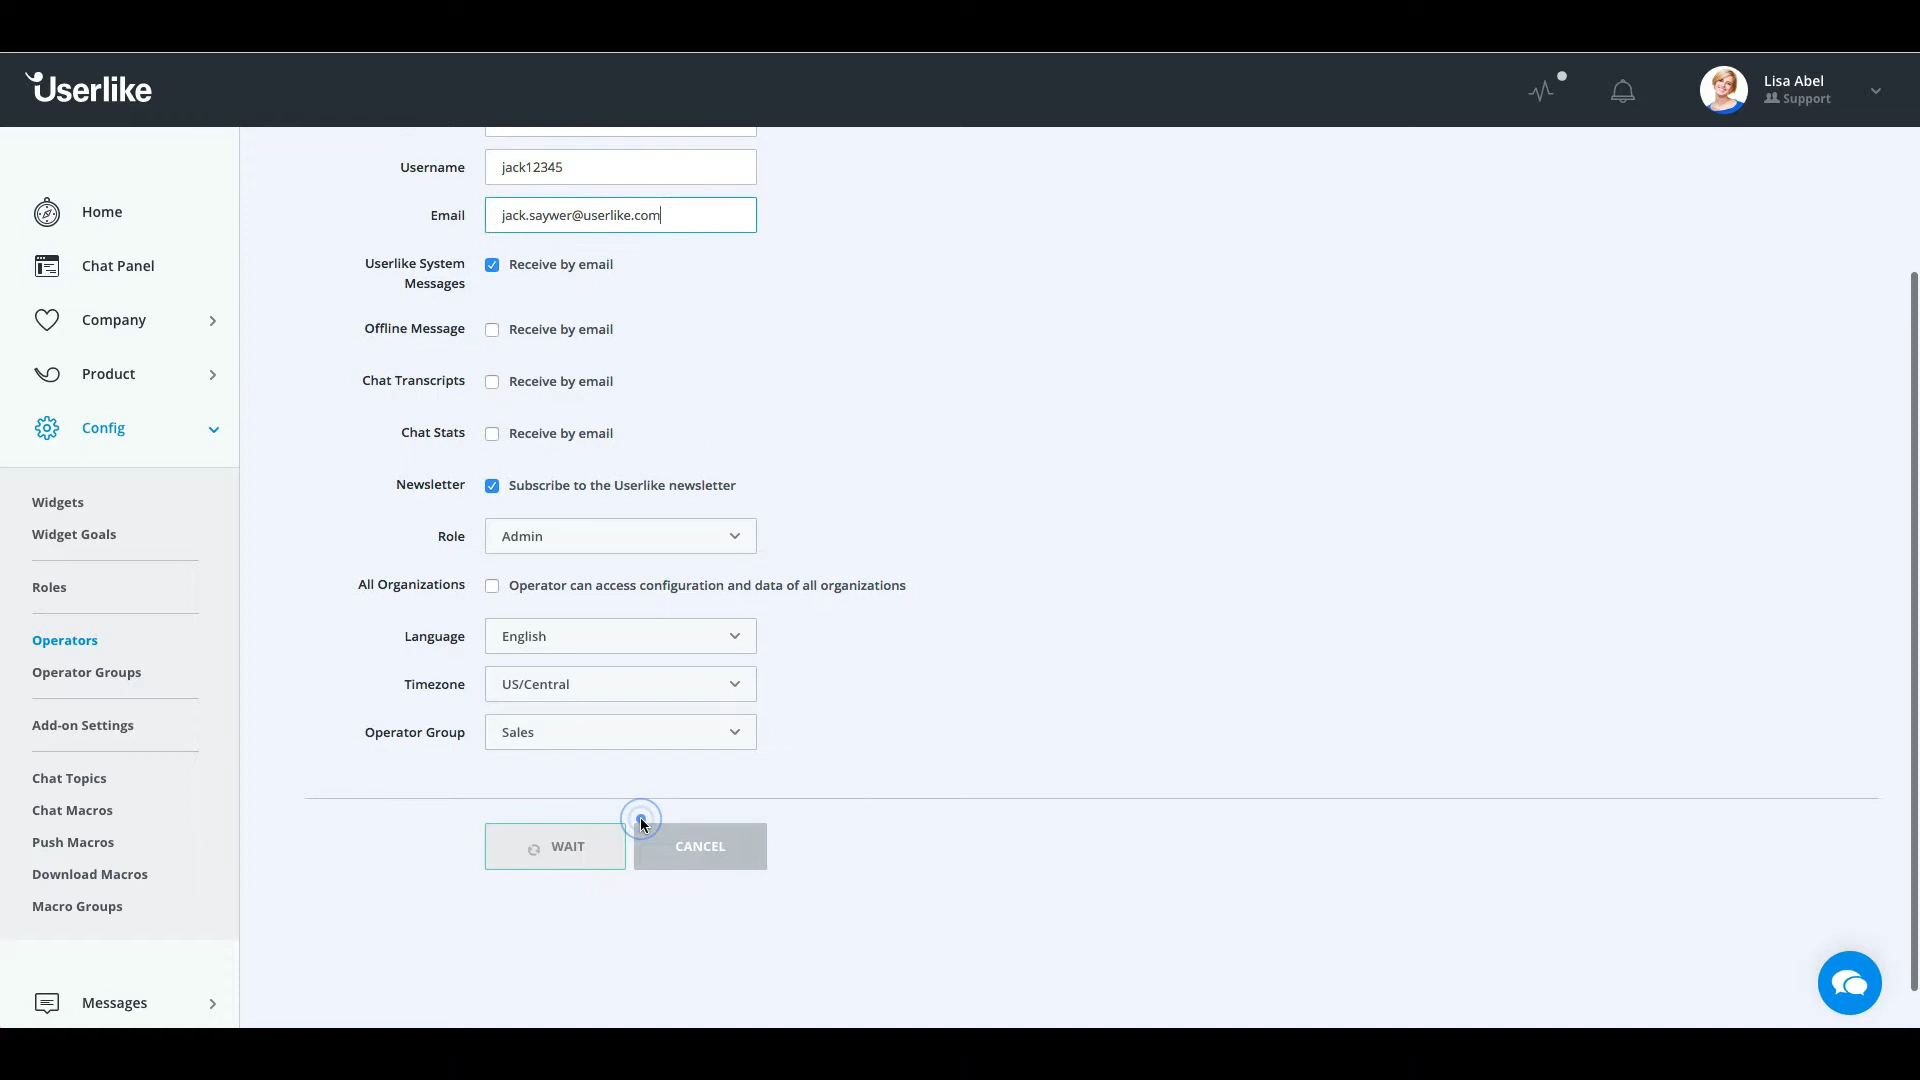 Userlike
Lisa Abel
Support
Home
Chat Panel
Company
Product
Config
Widgets
Widget Goals
Roles
Operators
Operator Groups
Add-on Settings
Chat Topics
Chat Macros
Push Macros
Download Macros
Macro Groups
Messages
Username jack12345
Email jack.saywer@userlike.com
Userlike System Receive by email
Messages
Offline Message Receive by email
Chat Transcripts Receive by email
Chat Stats Receive by email
Newsletter Subscribe to the Userlike newsletter
Role Admin
All Organizations Operator can access configuration and data of all organizations
Language English
Timezone US/Central
Operator Group Sales
WAIT CANCEL